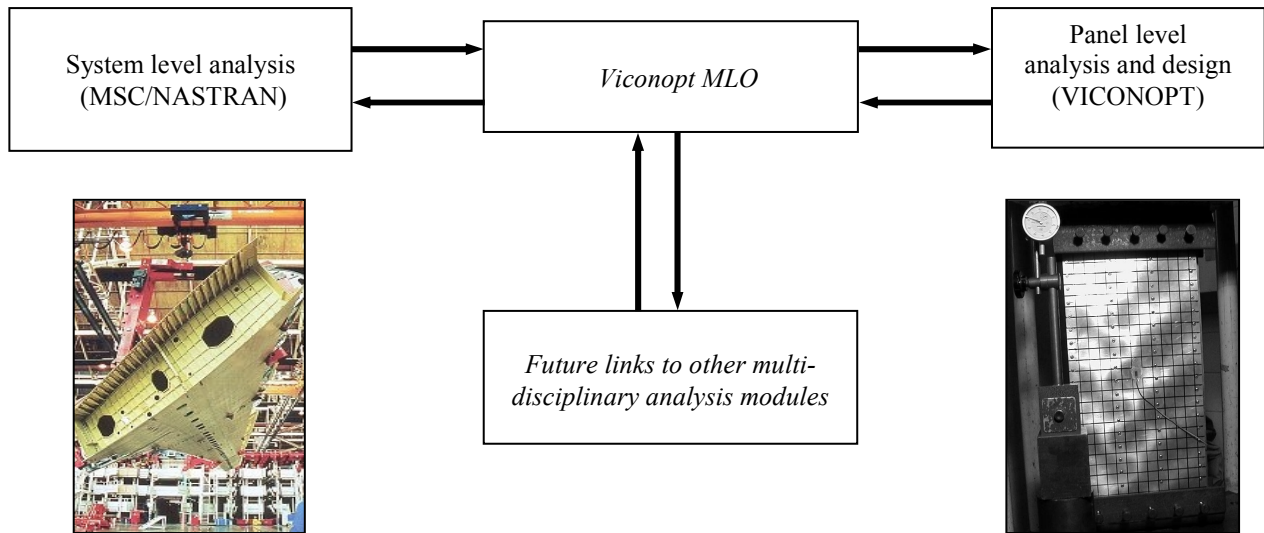 System level analysis
(MSC/NASTRAN)
Viconopt MLO
Panel level
analysis and design
(VICONOPT)
Future links to other multi-
disciplinary analysis modules